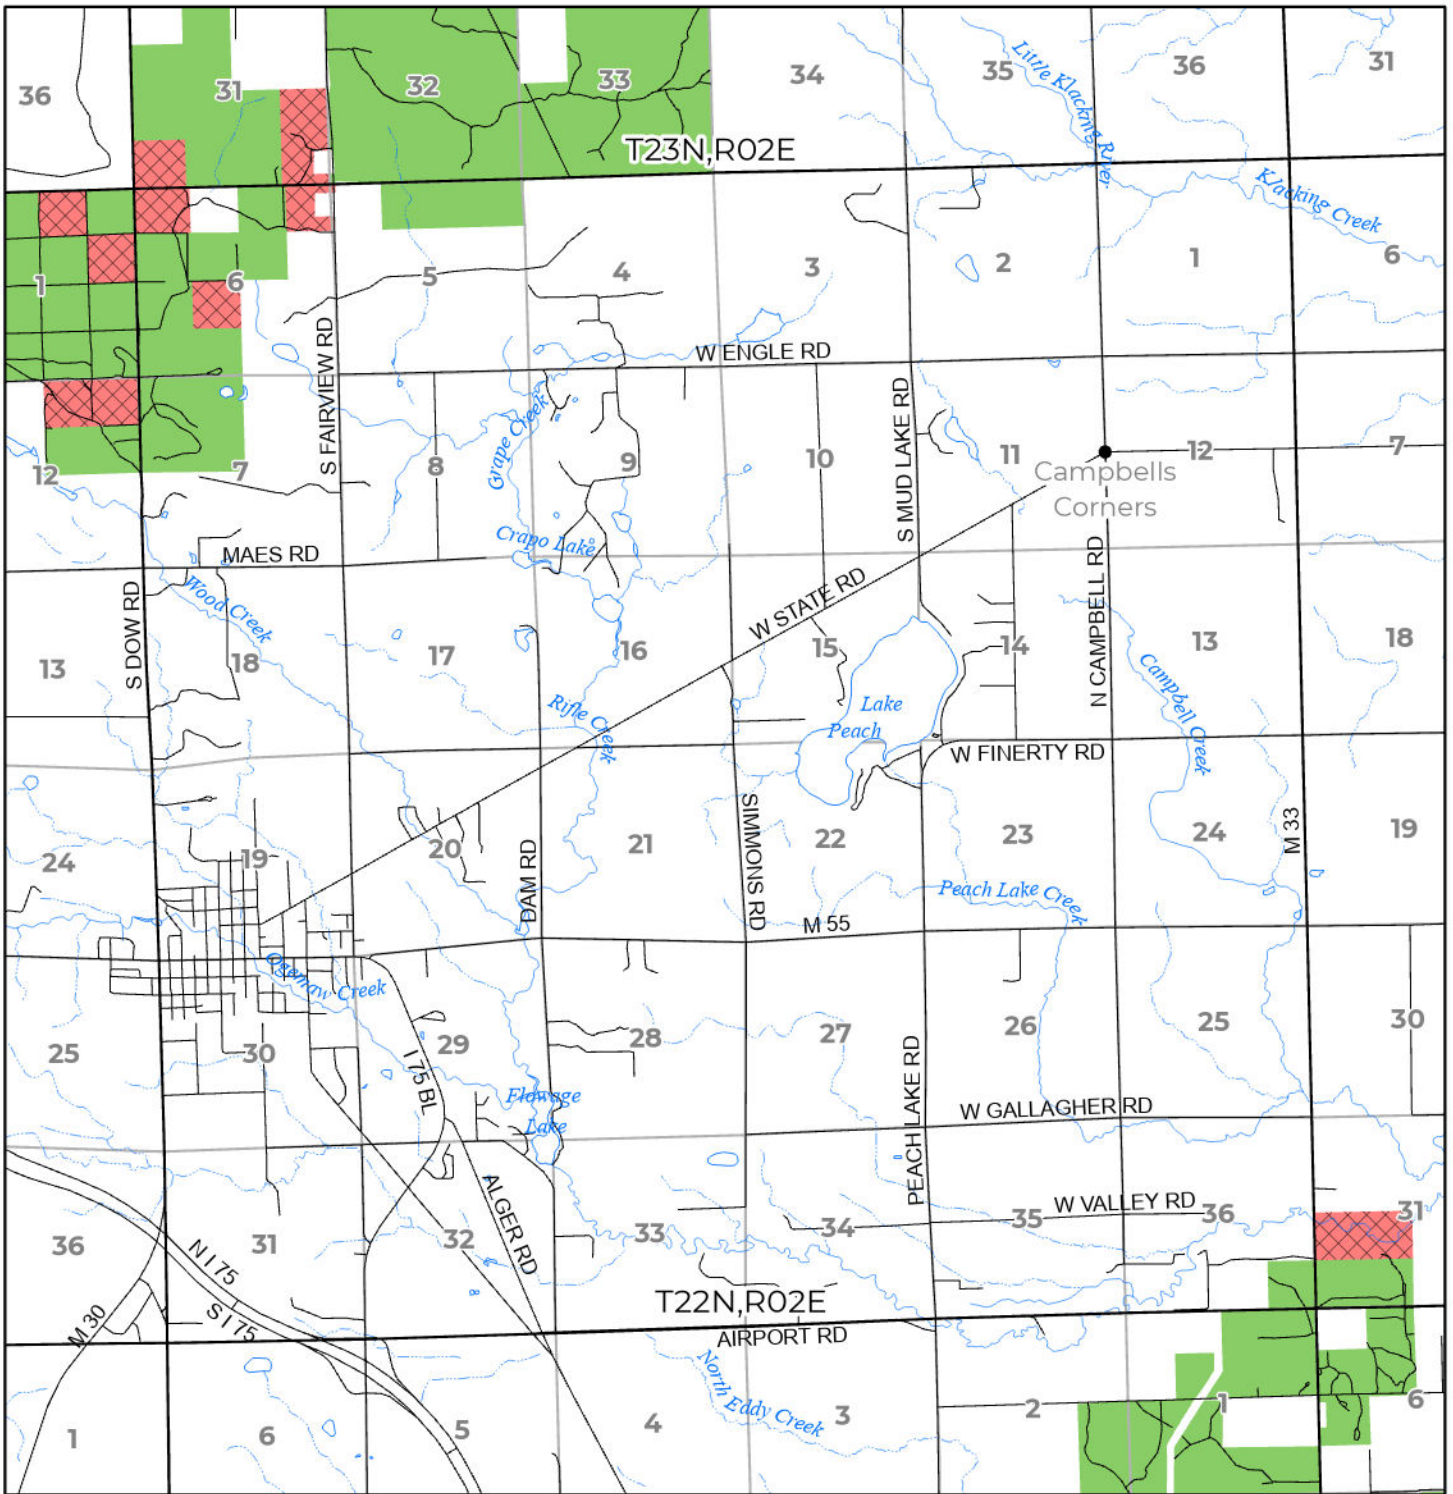 36
31
32
33
34
35
36
31
Little Klacking River
T23N,R02E
Klacking Creek
1
6
5
4
3
2
1
6
S FAIRVIEW RD
W ENGLE RD
S MUD LAKE RD
12
7
8
Grape Creek
9
10
11
12
7
Campbells
Corners
Crapo Lake
MAES RD
S DOW RD
Wood Creek
W STATE RD
N CAMPBELL RD
13
18
17
16
15
14
13
18
Rifle Creek
Lake
Peach
Campbell Creek
W FINERTY RD
24
19
20
21
22
23
24
19
DAM RD
SIMMONS RD
M 33
Peach Lake Creek
M 55
Ogemaw Creek
25
30
29
28
27
26
25
30
I 75 BL
Flowage
Lake
PEACH LAKE RD
W GALLAGHER RD
36
31
32
33
34
35
36
31
ALGER RD
W VALLEY RD
N I 75
S I 75
M 30
T22N,R02E
AIRPORT RD
North Eddy Creek
1
6
5
4
3
2
1
6